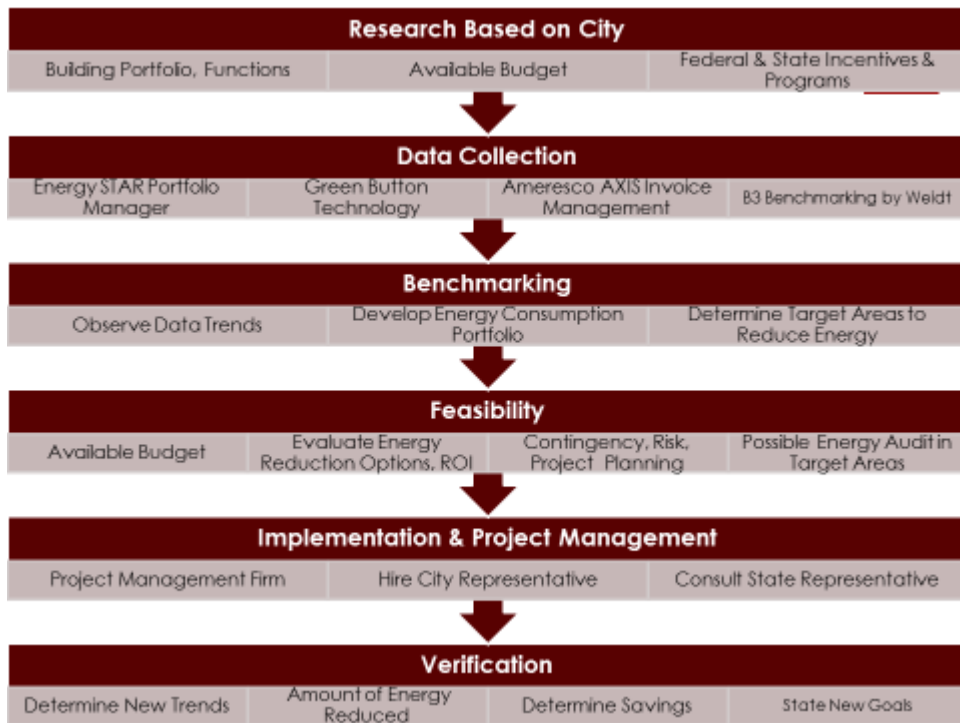 Research Based on City
Building Portfolio, Functions
Available Budget
Federal & State Incentives &
Programs
Data Collection
Energy STAR Portfolio
Manager
Green Button
Technology
Ameresco AXIS Invoice
Management
B3 Benchmarking by Weidt
Benchmarking
Observe Data Trends
Develop Energy Consumption
Portfolio
Determine Target Areas to
Reduce Energy
Feasibility
Available Budget
Evaluate Energy
Reduction Options, ROI
Contingency, Risk,
Project Planning
Possible Energy Audit in
Target Areas
Implementation & Project Management
Project Management Firm
Hire City Representative
Consult State Representative
Verification
Determine New Trends
Amount of Energy
Reduced
Determine Savings
State New Goals